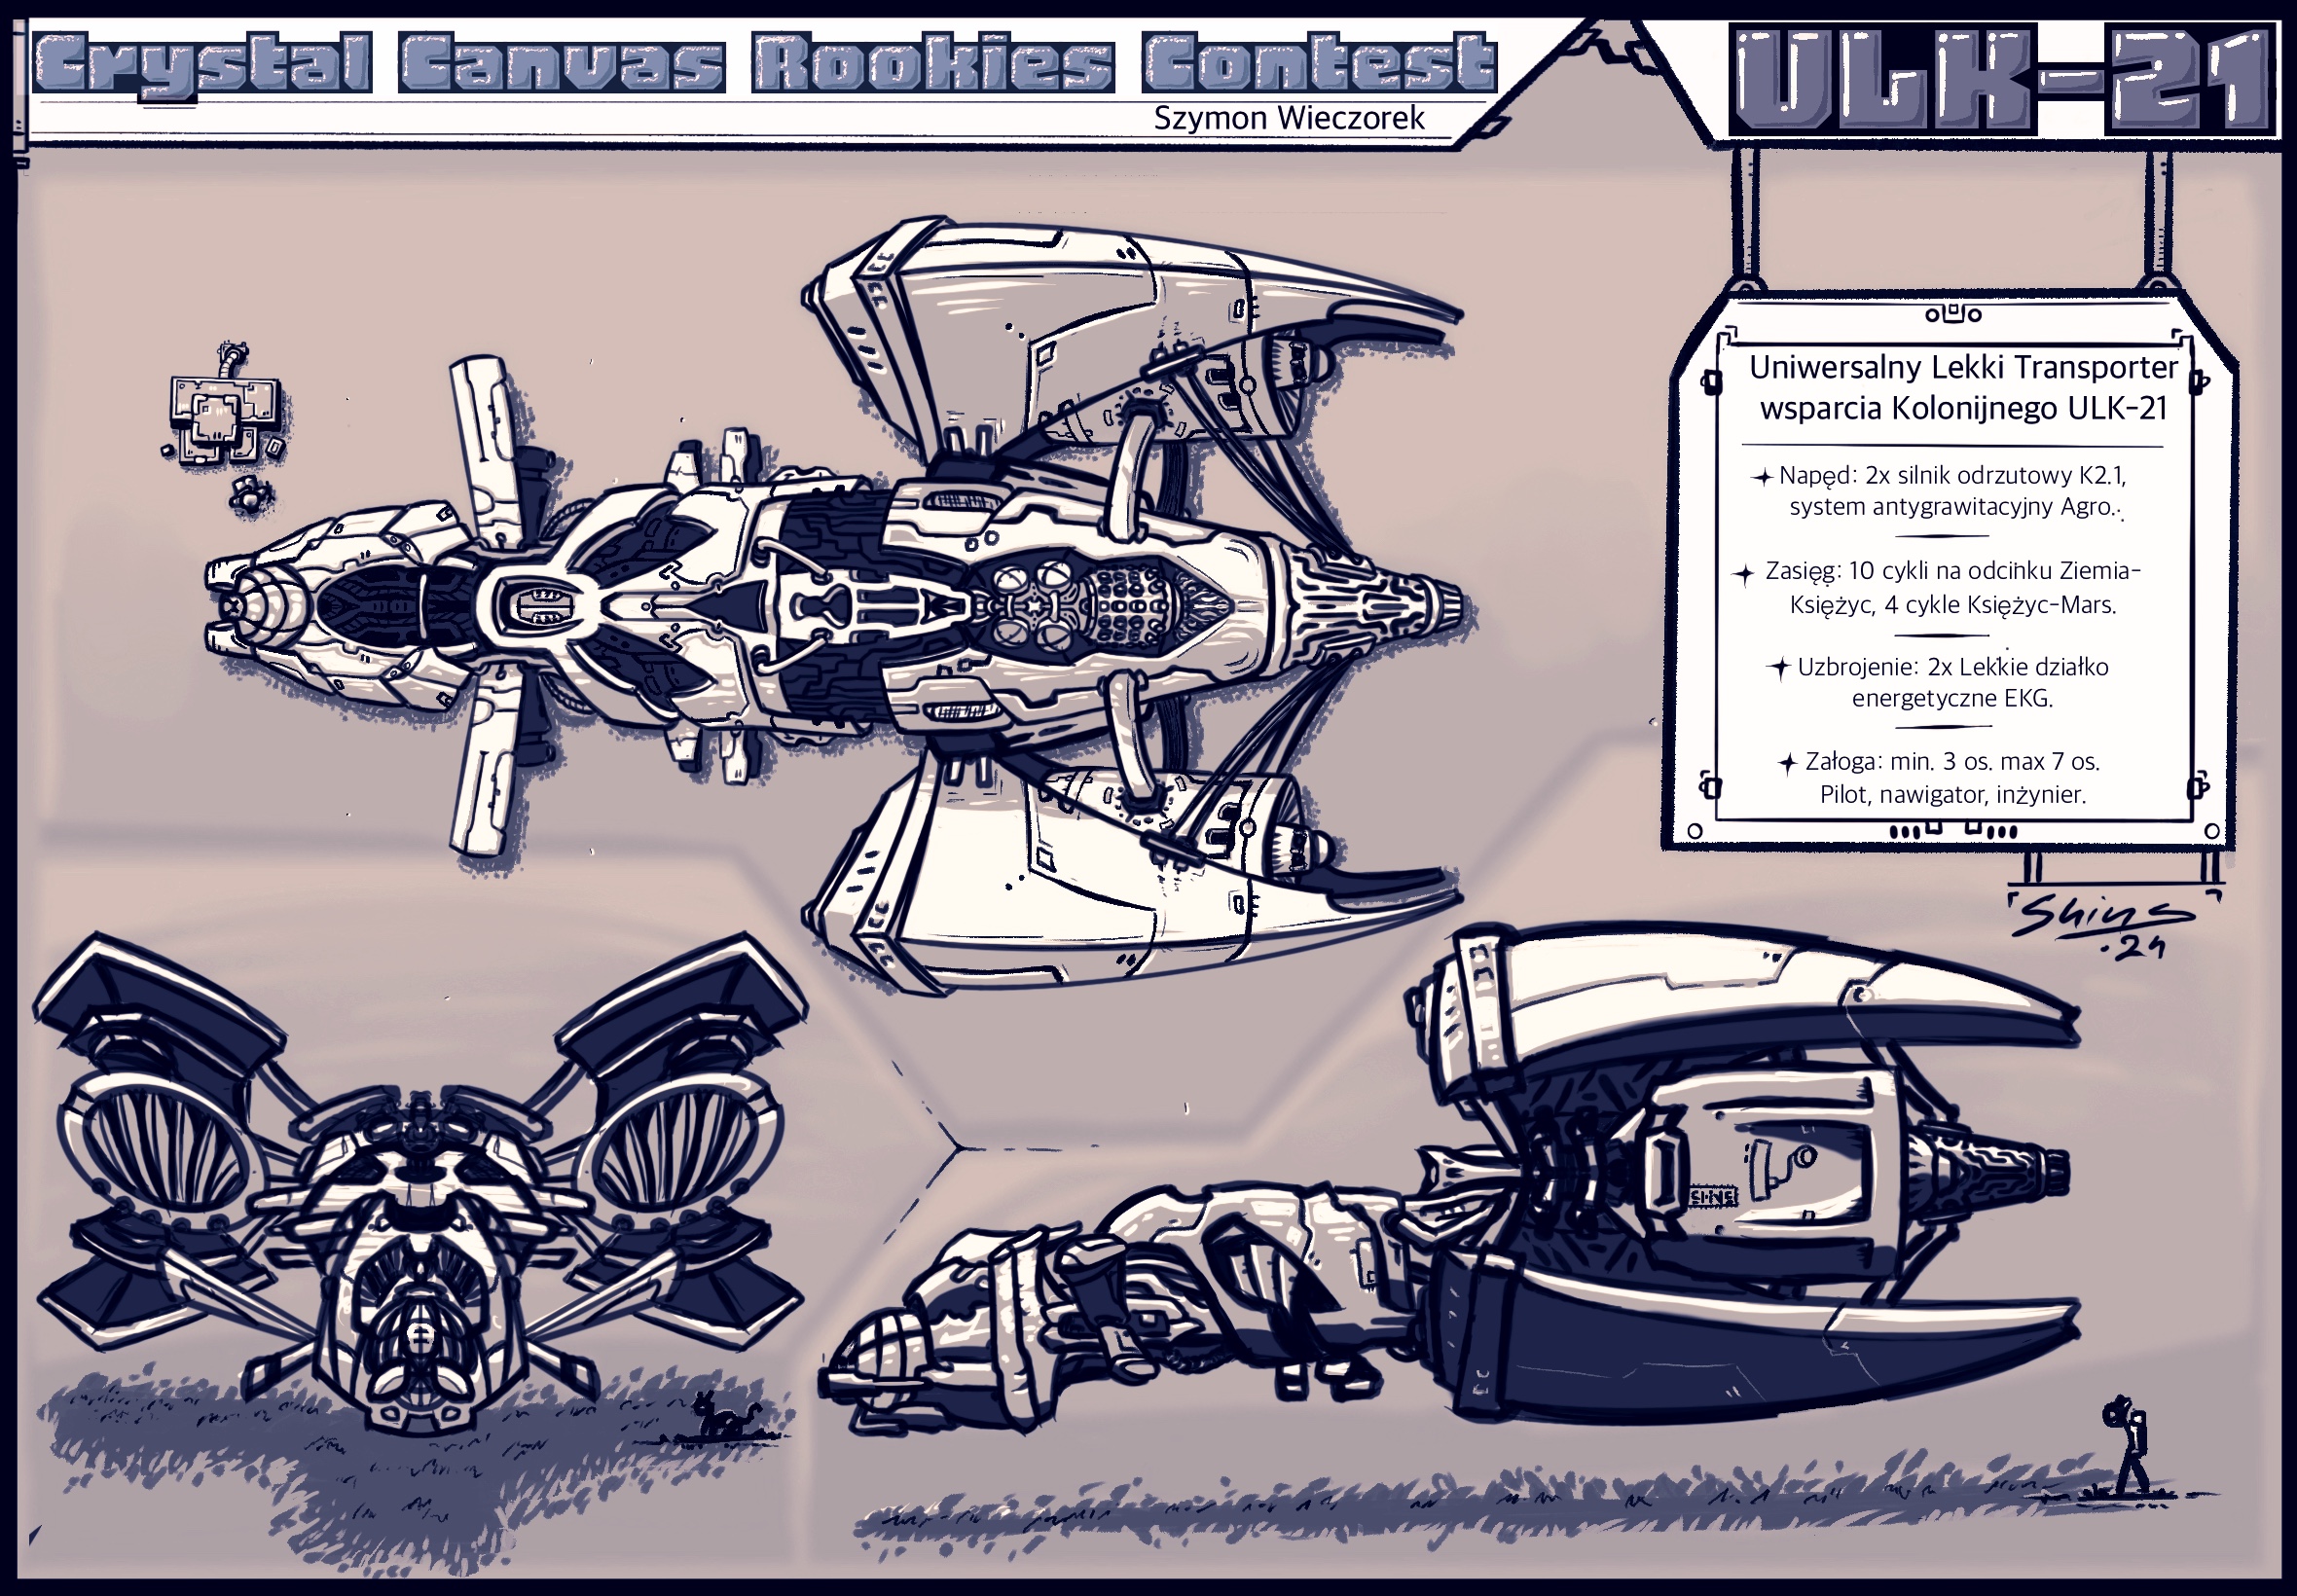 Crystal Canvas Rookies Contest
Szymon Wieczorek
ULK-21
Uniwersalny Lekki Transporter
wsparcia Kolonijnego ULK-21
Napęd: 2x silnik odrzutowy K2.1,
system antygrawitacyjny Agro.
Zasięg: 10 cykli na odcinku Ziemia-
Księżyc, 4 cykle Księżyc-Mars.
Uzbrojenie: 2x Lekkie działko
energetyczne EKG.
Załoga: min. 3 os. max 7 os.
Pilot, nawigator, inżynier.